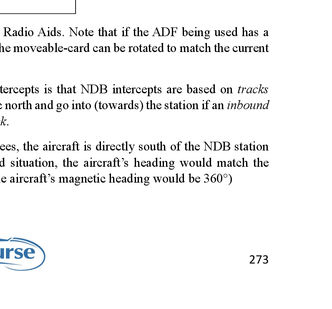 Radio Aids. Note that if the ADF being used has a
he moveable-card can be rotated to match the current
tercepts is that NDB intercepts are based on tracks
north and go into (towards) the station if an inbound
k.
ees, the aircraft is directly south of the NDB station
d situation, the aircraft’s heading would match the
e aircraft’s magnetic heading would be 360°)
urse
273